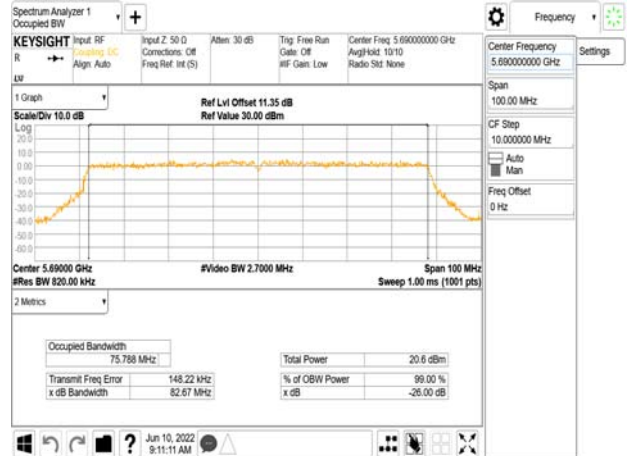 Spectrum Analyzer 1
Occupied BW
KEYSIGHT
Input: RF
Coupling: DC
Align: Auto
Input Z: 50 Ω
Corrections: Off
Freq Ref: Int (S)
Atten: 30 dB
Trig: Free Run
Gate: Off
#IF Gain: Low
Center Freq: 5.690000000 GHz
Avg|Hold: 10/10
Radio Std: None
R
LXI
1 Graph
Scale/Div 10.0 dB
Ref Lvl Offset 11.35 dB
Ref Value 30.00 dBm
Log
20.0
10.0
0.00
-10.0
-20.0
-30.0
-40.0
-50.0
-60.0
Center 5.69000 GHz
#Video BW 2.7000 MHz
Span 100 MHz
#Res BW 820.00 kHz
Sweep 1.00 ms (1001 pts)
2 Metrics
Occupied Bandwidth
75.788 MHz
Total Power 20.6 dBm
Transmit Freq Error 148.22 kHz
% of OBW Power 99.00 %
x dB Bandwidth 82.67 MHz
x dB -26.00 dB
Jun 10, 2022
9:11:11 AM
Frequency
Settings
Center Frequency
5.690000000 GHz
Span
100.00 MHz
CF Step
10.000000 MHz
Auto
Man
Freq Offset
0 Hz